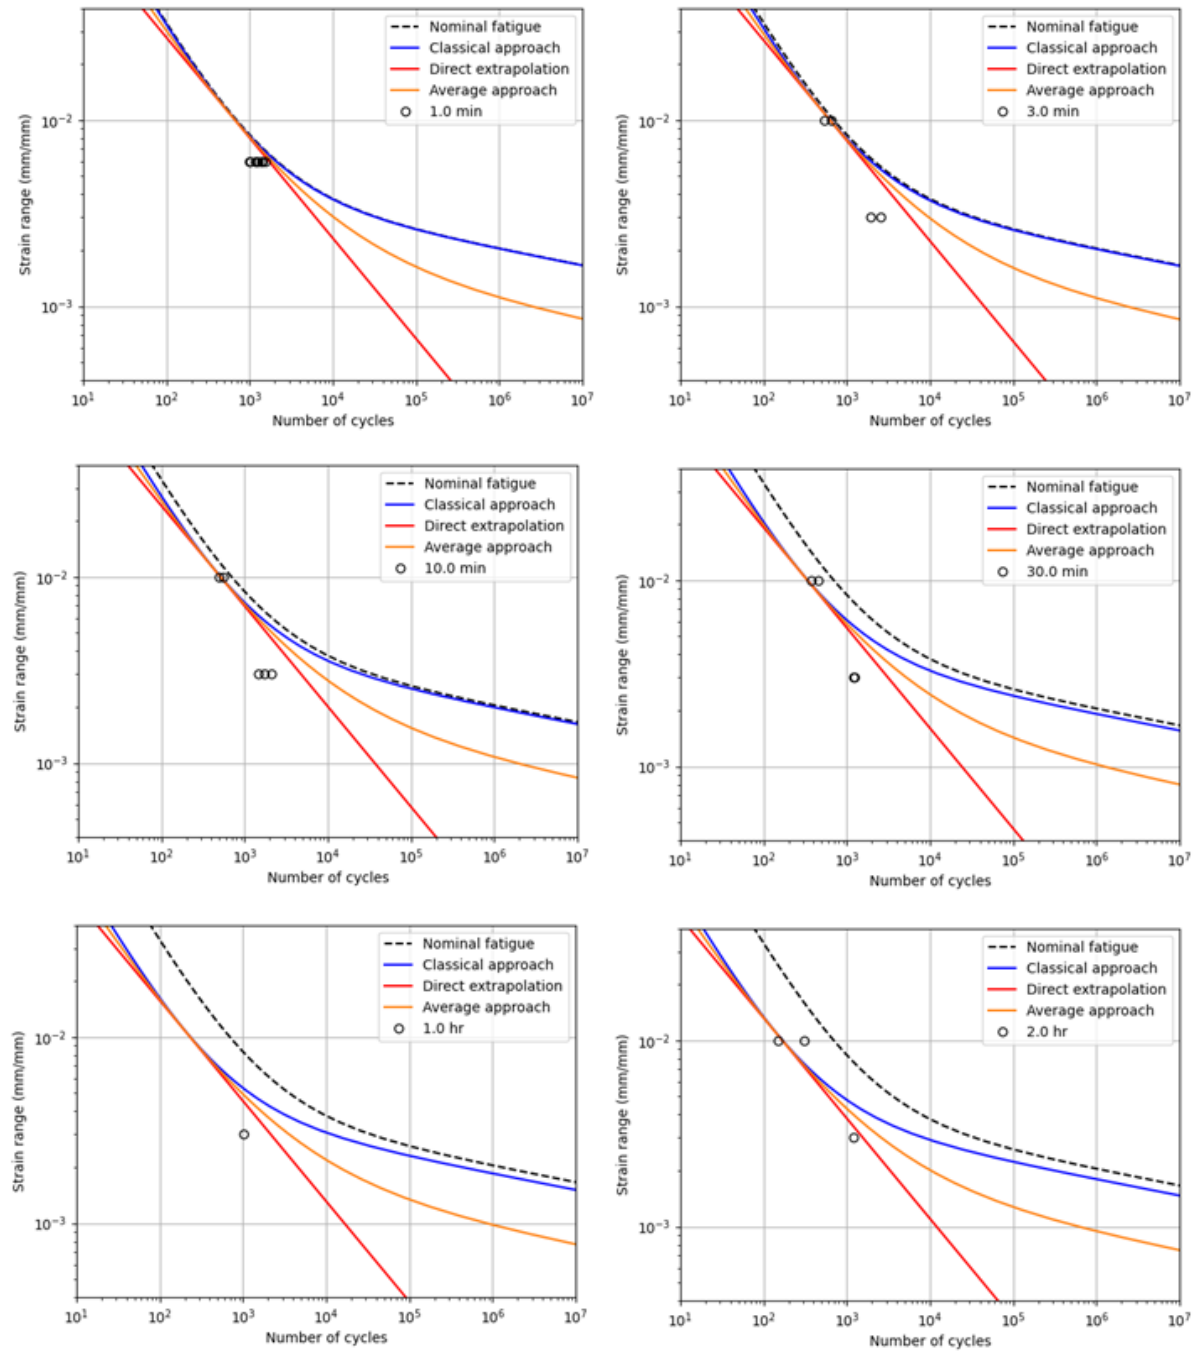 Nominal fatigue
Classical approach
Direct extrapolation
Average approach
1.0 min
Strain range (mm/mm)
10⁻²
10⁻³
10¹ 10² 10³ 10⁴ 10⁵ 10⁶ 10⁷
Number of cycles
Nominal fatigue
Classical approach
Direct extrapolation
Average approach
3.0 min
Strain range (mm/mm)
10⁻²
10⁻³
10¹ 10² 10³ 10⁴ 10⁵ 10⁶ 10⁷
Number of cycles
Nominal fatigue
Classical approach
Direct extrapolation
Average approach
10.0 min
Strain range (mm/mm)
10⁻²
10⁻³
10¹ 10² 10³ 10⁴ 10⁵ 10⁶ 10⁷
Number of cycles
Nominal fatigue
Classical approach
Direct extrapolation
Average approach
30.0 min
Strain range (mm/mm)
10⁻²
10⁻³
10¹ 10² 10³ 10⁴ 10⁵ 10⁶ 10⁷
Number of cycles
Nominal fatigue
Classical approach
Direct extrapolation
Average approach
1.0 hr
Strain range (mm/mm)
10⁻²
10⁻³
10¹ 10² 10³ 10⁴ 10⁵ 10⁶ 10⁷
Number of cycles
Nominal fatigue
Classical approach
Direct extrapolation
Average approach
2.0 hr
Strain range (mm/mm)
10⁻²
10⁻³
10¹ 10² 10³ 10⁴ 10⁵ 10⁶ 10⁷
Number of cycles